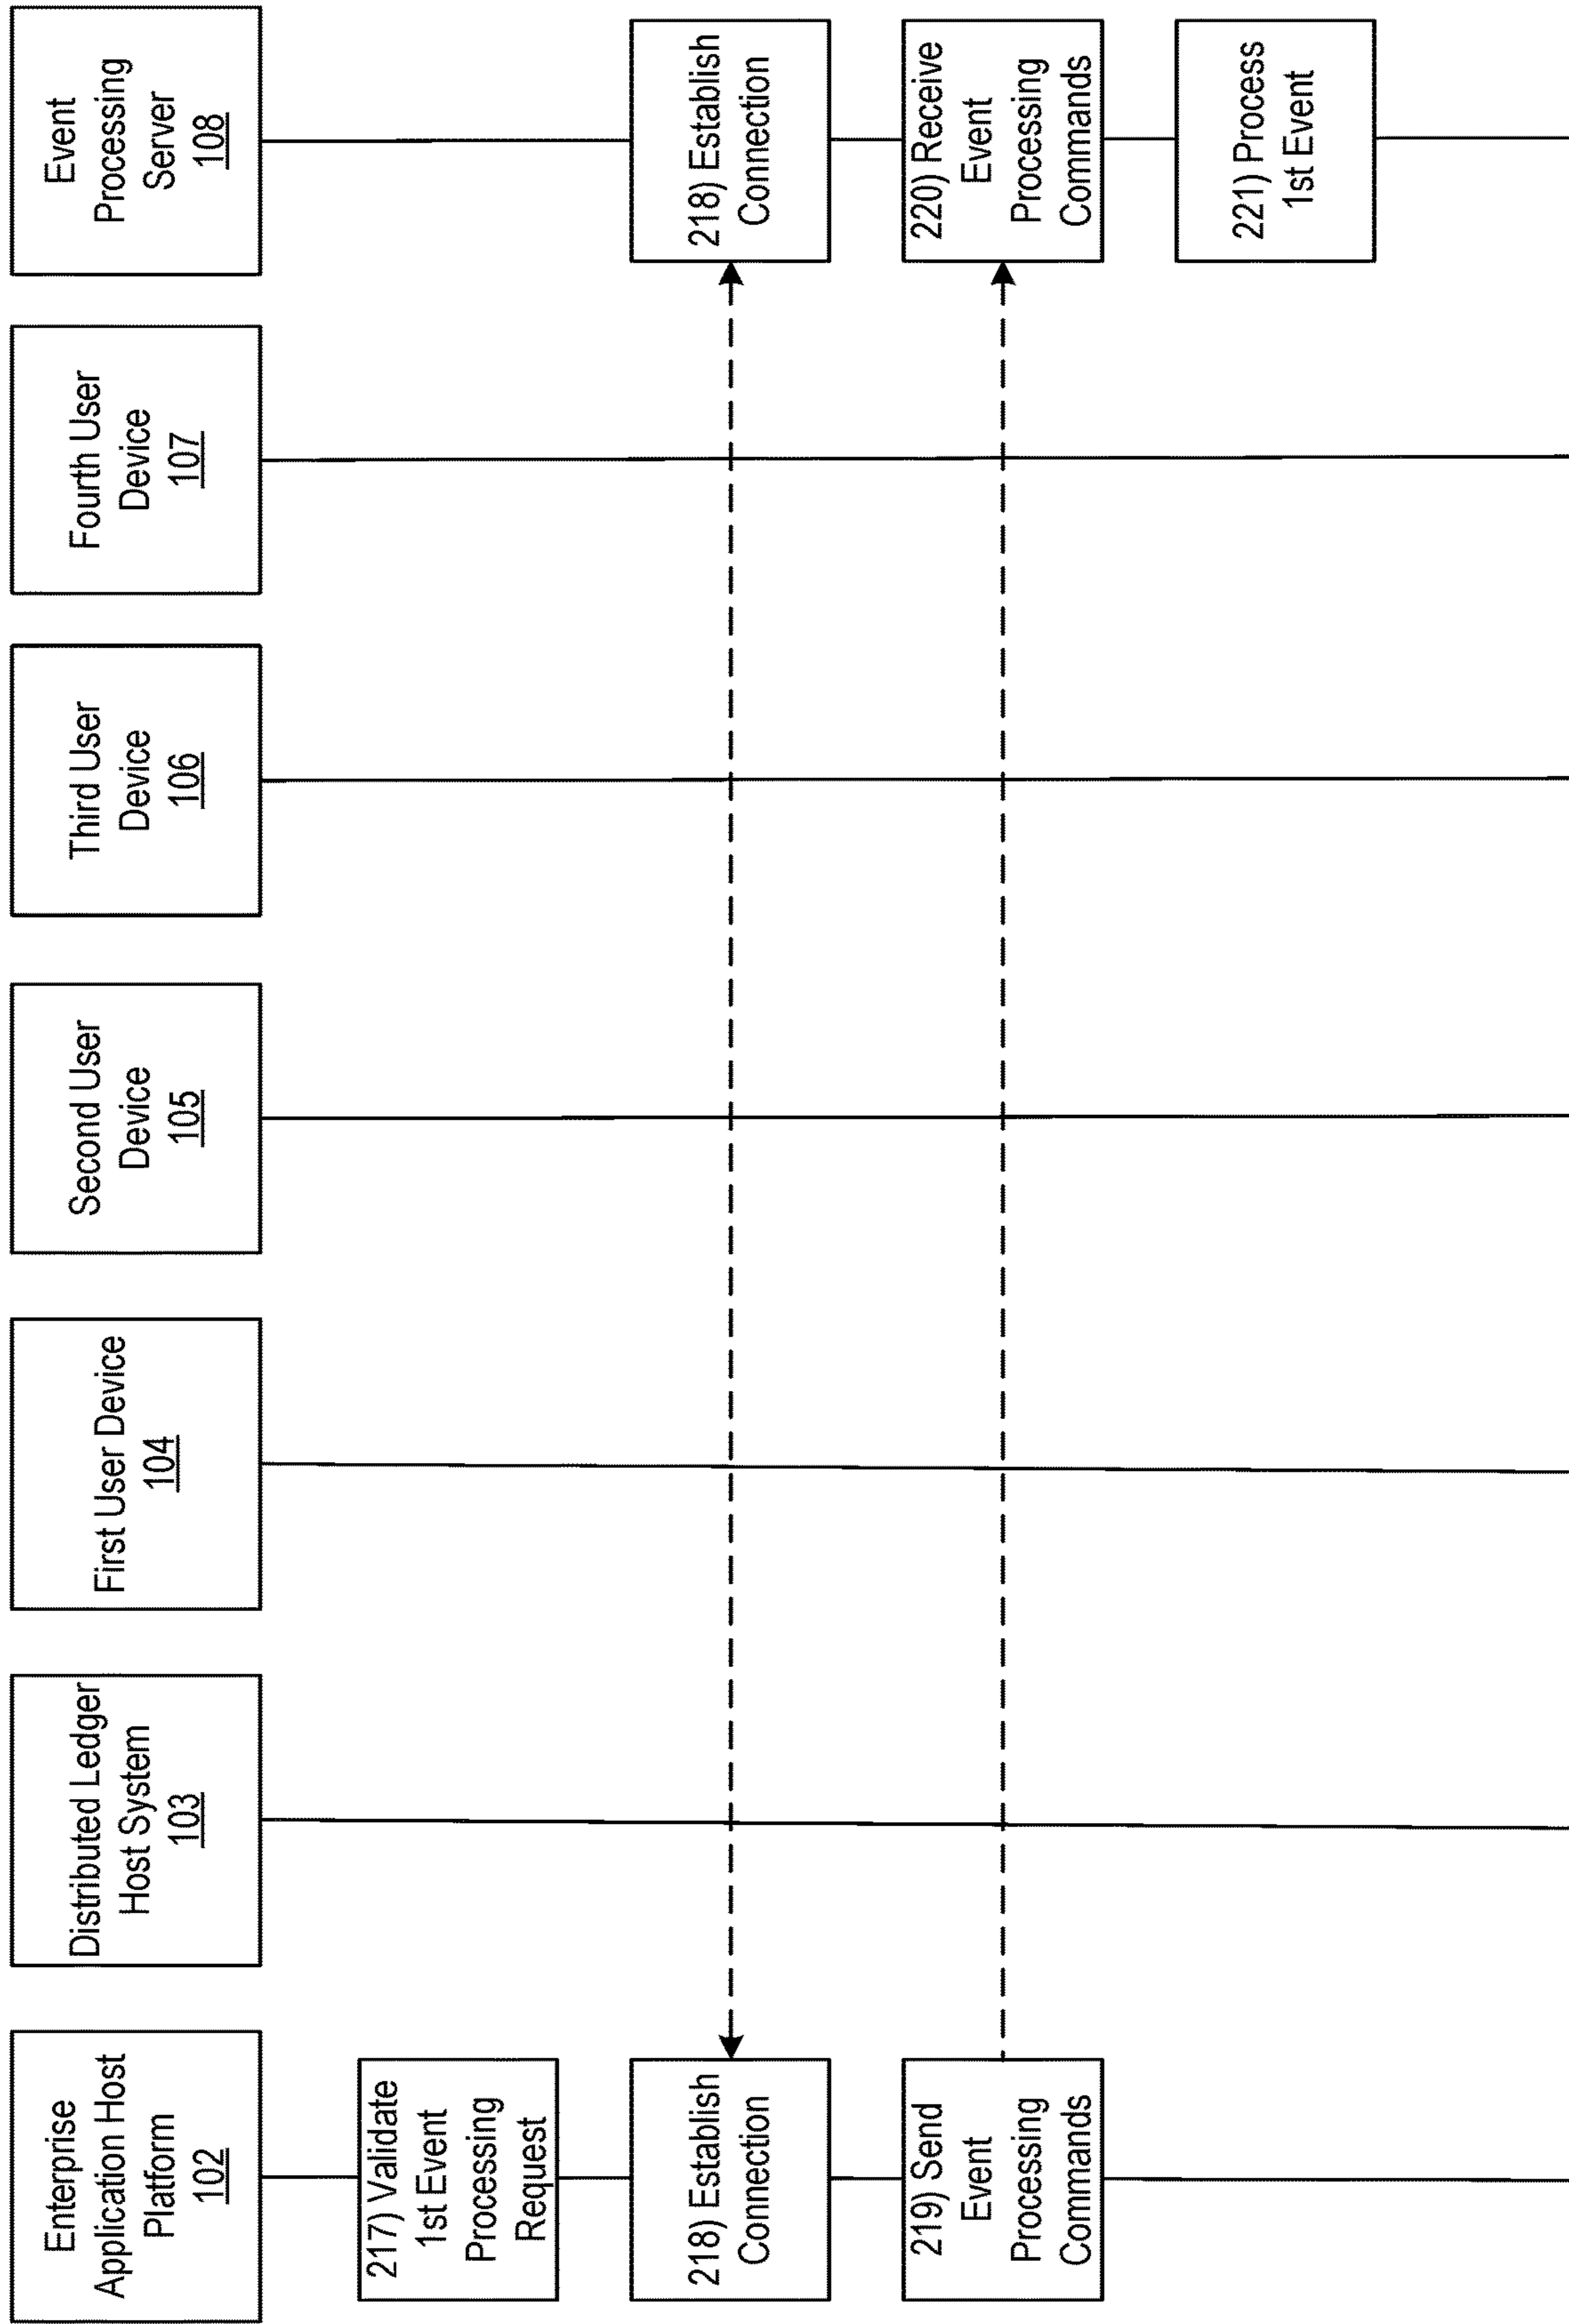 Enterprise
Application Host
Platform
102
Distributed Ledger
Host System
103
First User Device
104
Second User
Device
105
Third User
Device
106
Fourth User
Device
107
Event
Processing
Server
108
217) Validate
1st Event
Processing
Request
218) Establish
Connection
218) Establish
Connection
219) Send
Event
Processing
Commands
220) Receive
Event
Processing
Commands
221) Process
1st Event